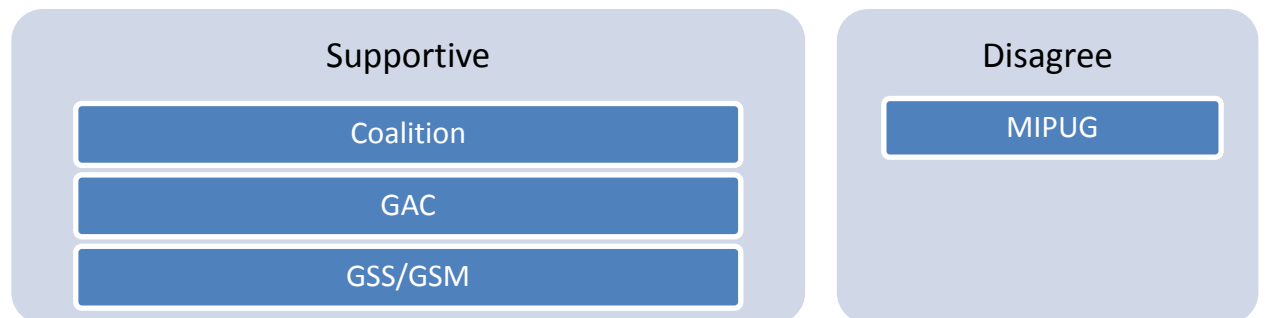 Supportive
Coalition
GAC
GSS/GSM
Disagree
MIPUG